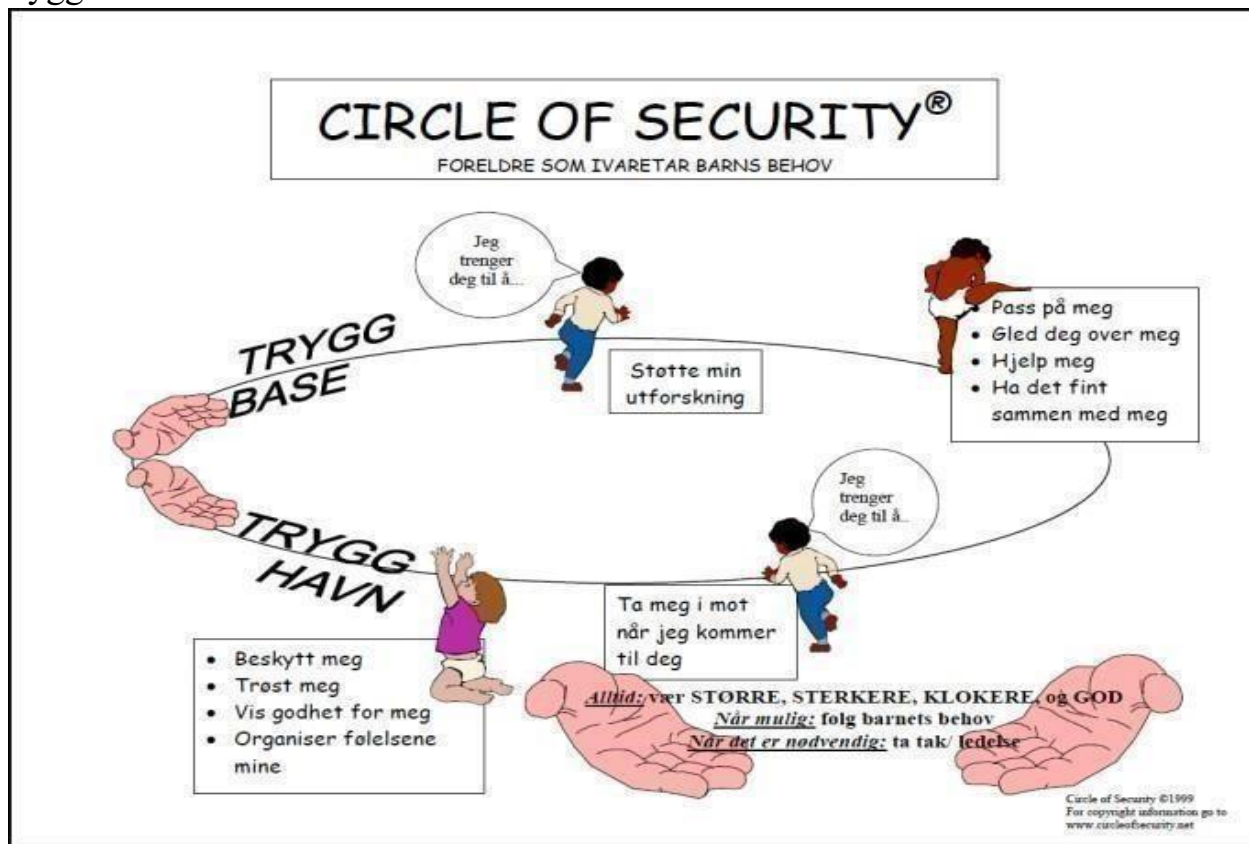 CIRCLE OF SECURITY®
FORELDRE SOM IVARETAR BARNS BEHOV
Jeg
trenger
deg til å...
TRYGG
BASE
Støtte min
utforskning
• Pass på meg
• Gled deg over meg
• Hjelp meg
• Ha det fint
sammen med meg
Jeg
trenger
deg til å..
TRYGG
HAVN
Ta meg i mot
når jeg kommer
til deg
• Beskytt meg
• Trøst meg
• Vis godhet for meg
• Organiser følelsene
mine
Alltid: vær STØRRE, STERKERE, KLOKERE, og GOD
Når mulig: følg barnets behov
Når det er nødvendig: ta tak/ ledelse
Circle of Security ©1999
For copyright information go to
www.circleofsecurity.net